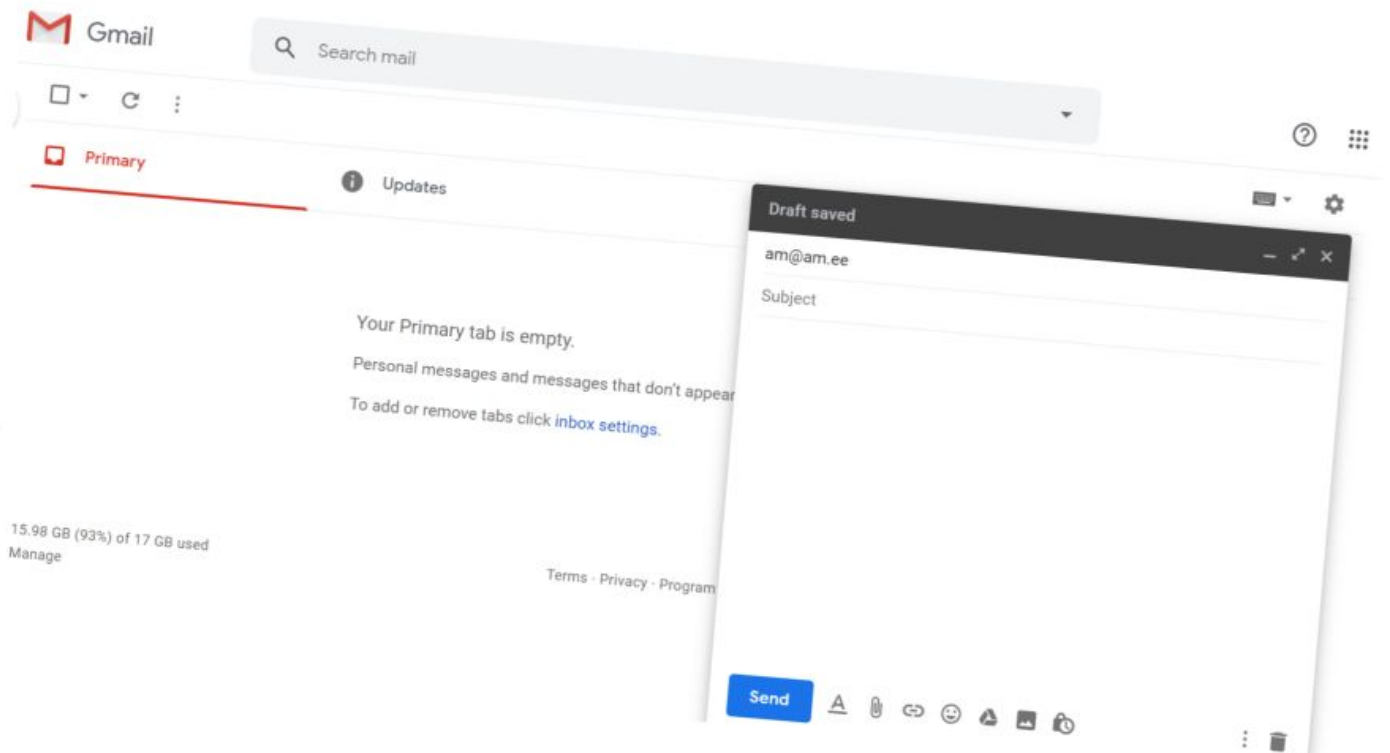 Gmail
Search mail
Primary
Updates
Draft saved
am@am.ee
Subject
Your Primary tab is empty.
Personal messages and messages that don't appear
To add or remove tabs click inbox settings.
15.98 GB (93%) of 17 GB used
Manage
Terms · Privacy · Program
Send